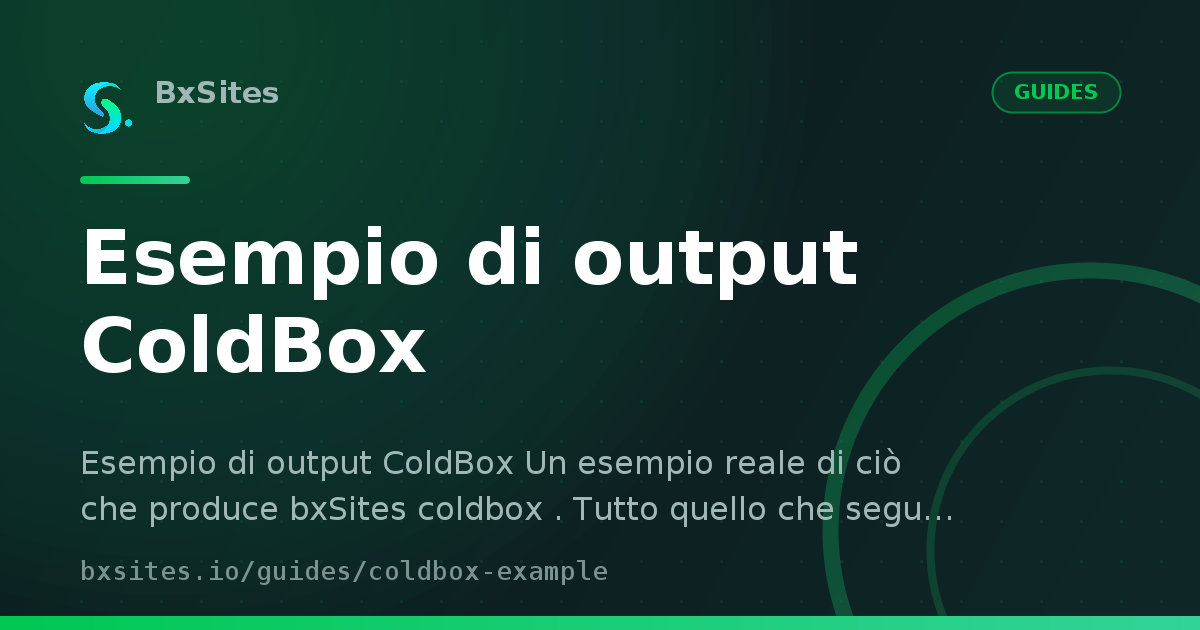 BxSites
GUIDES
Esempio di output
ColdBox
Esempio di output ColdBox Un esempio reale di ciò
che produce bxSites coldbox . Tutto quello che segu…
bxsites.io/guides/coldbox-example